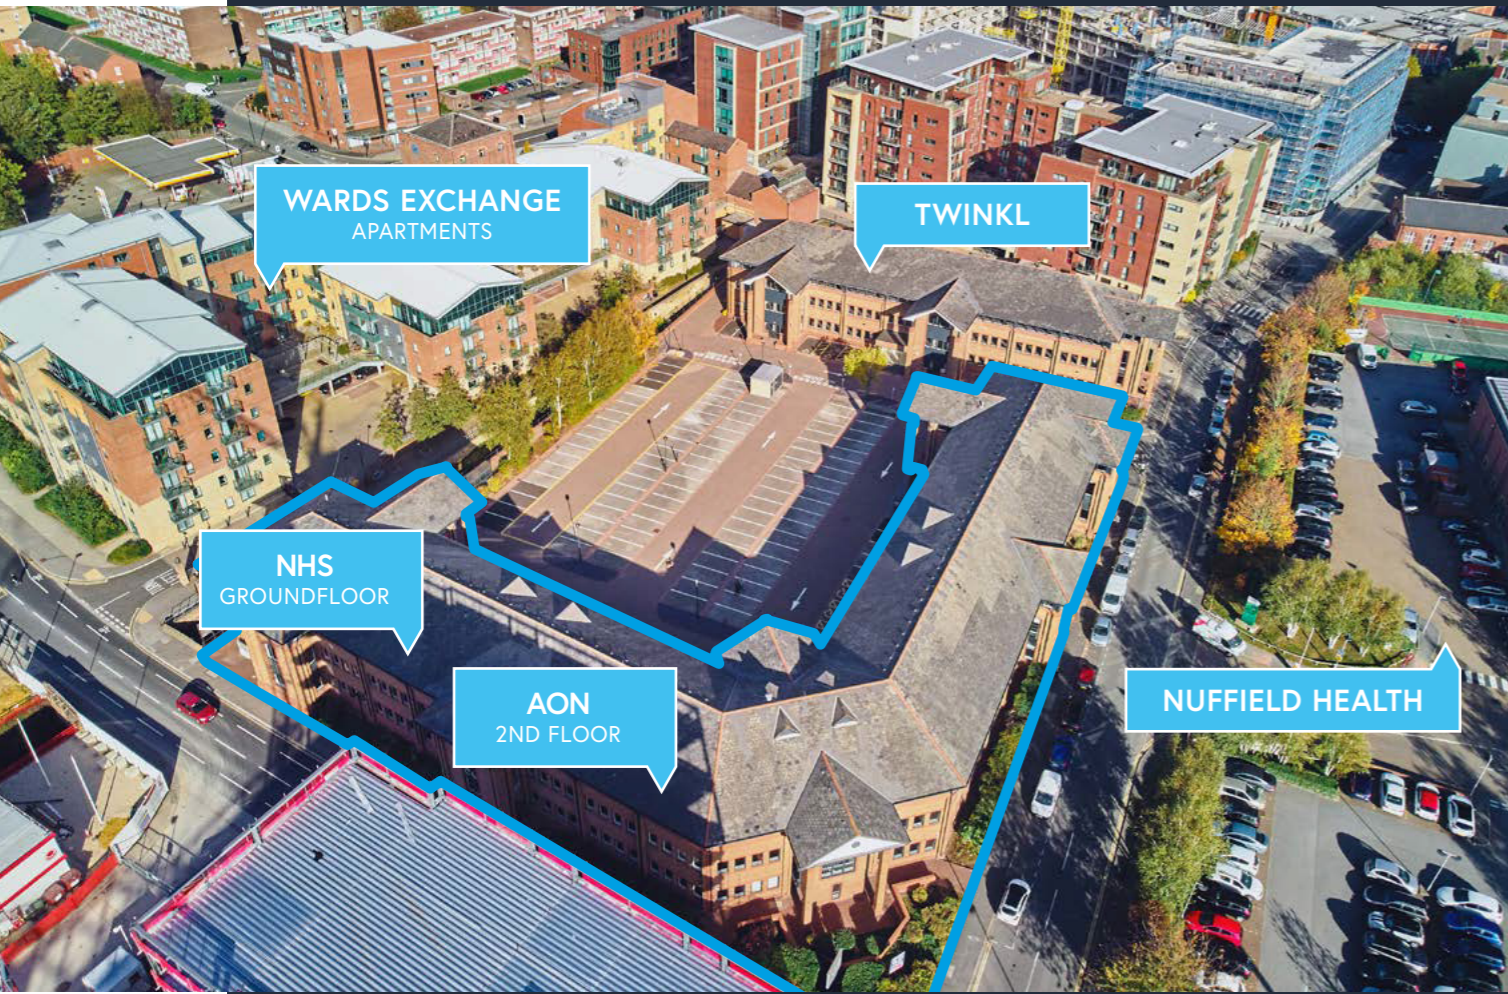 WARDS EXCHANGE
APARTMENTS
TWINKL
NHS
GROUNDFLOOR
AON
2ND FLOOR
NUFFIELD HEALTH